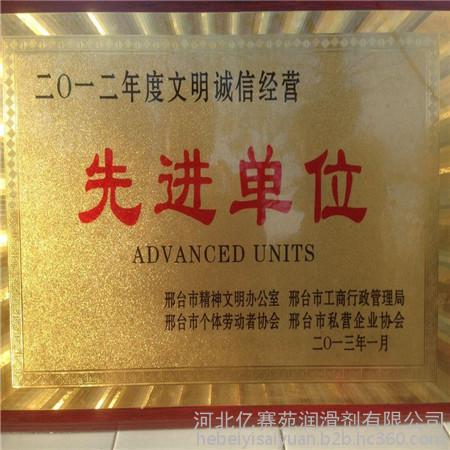 二〇一二年度文明诚信经营
先进单位
ADVANCED UNITS
邢台市精神文明办公室 邢台市工商行政管理局
邢台市个体劳动者协会 邢台市私营企业协会
二〇一三年一月
河北亿赛苑润滑剂有限公司
hebeiyisaiyuan.b2b.hc360.com